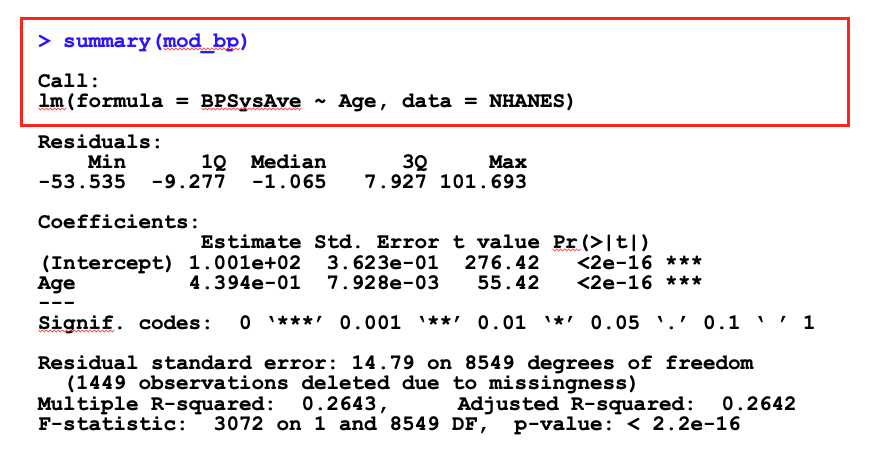 > summary(mod_bp)
Call:
lm(formula = BPSysAve ~ Age, data = NHANES)
Residuals:
    Min      1Q  Median      3Q     Max
-53.535  -9.277  -1.065   7.927 101.693
Coefficients:
             Estimate Std. Error t value Pr(>|t|)
(Intercept) 1.001e+02  3.623e-01  276.42   <2e-16 ***
Age         4.394e-01  7.928e-03   55.42   <2e-16 ***
---
Signif. codes:  0 ‘***’ 0.001 ‘**’ 0.01 ‘*’ 0.05 ‘.’ 0.1 ‘ ’ 1
Residual standard error: 14.79 on 8549 degrees of freedom
  (1449 observations deleted due to missingness)
Multiple R-squared:  0.2643,     Adjusted R-squared:  0.2642
F-statistic:  3072 on 1 and 8549 DF,  p-value: < 2.2e-16